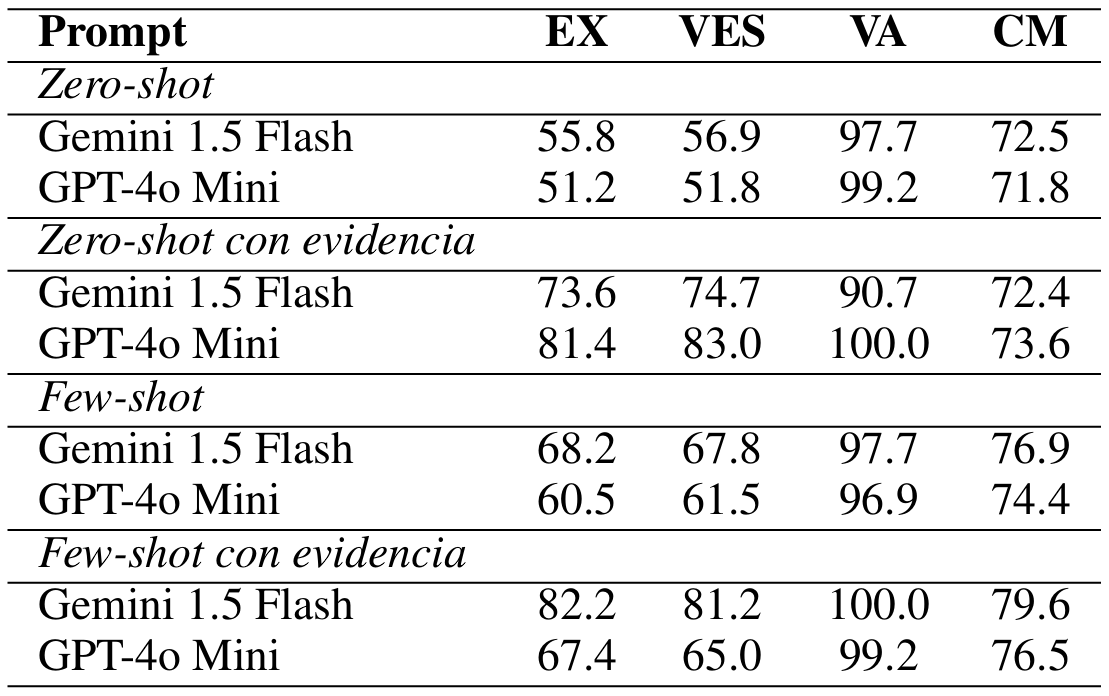 Prompt EX VES VA CM
Zero-shot
Gemini 1.5 Flash 55.8 56.9 97.7 72.5
GPT-4o Mini 51.2 51.8 99.2 71.8
Zero-shot con evidencia
Gemini 1.5 Flash 73.6 74.7 90.7 72.4
GPT-4o Mini 81.4 83.0 100.0 73.6
Few-shot
Gemini 1.5 Flash 68.2 67.8 97.7 76.9
GPT-4o Mini 60.5 61.5 96.9 74.4
Few-shot con evidencia
Gemini 1.5 Flash 82.2 81.2 100.0 79.6
GPT-4o Mini 67.4 65.0 99.2 76.5